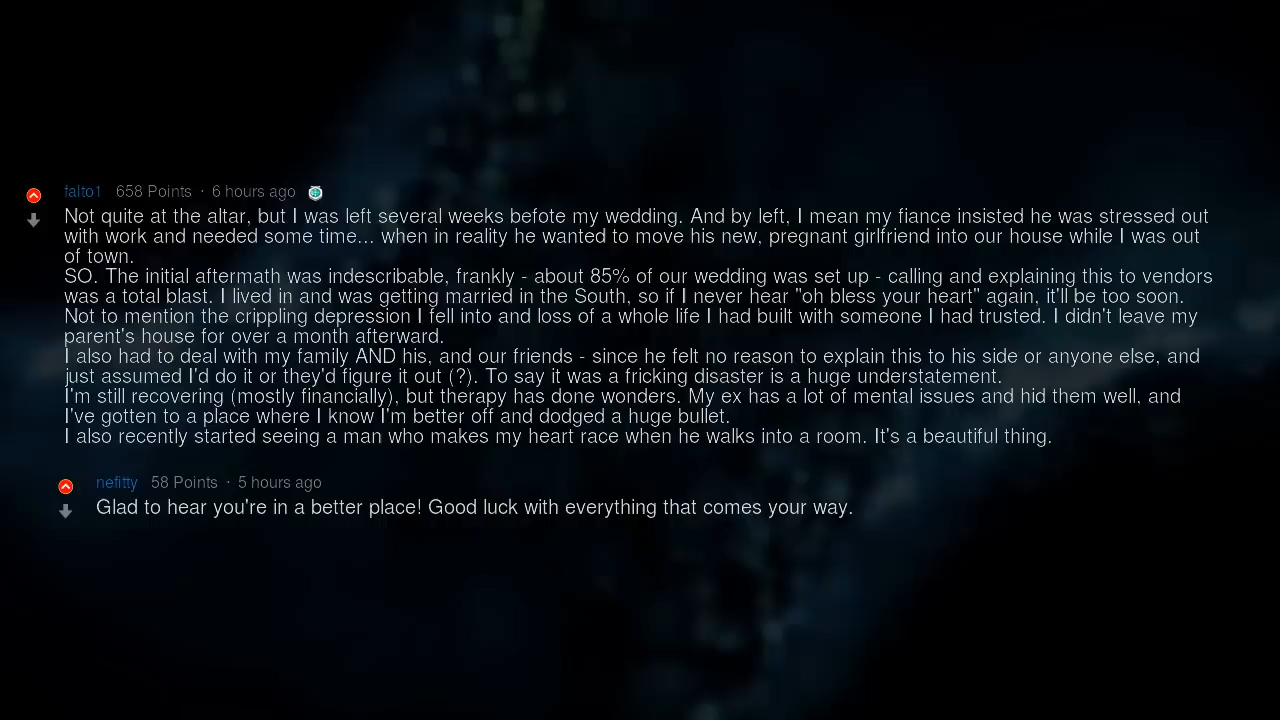 falto1 658 Points · 6 hours ago
Not quite at the altar, but I was left several weeks befote my wedding. And by left, I mean my fiance insisted he was stressed out
with work and needed some time... when in reality he wanted to move his new, pregnant girlfriend into our house while I was out
of town.
SO. The initial aftermath was indescribable, frankly - about 85% of our wedding was set up - calling and explaining this to vendors
was a total blast. I lived in and was getting married in the South, so if I never hear "oh bless your heart" again, it'll be too soon.
Not to mention the crippling depression I fell into and loss of a whole life I had built with someone I had trusted. I didn't leave my
parent's house for over a month afterward.
I also had to deal with my family AND his, and our friends - since he felt no reason to explain this to his side or anyone else, and
just assumed I'd do it or they'd figure it out (?). To say it was a fricking disaster is a huge understatement.
I'm still recovering (mostly financially), but therapy has done wonders. My ex has a lot of mental issues and hid them well, and
I've gotten to a place where I know I'm better off and dodged a huge bullet.
I also recently started seeing a man who makes my heart race when he walks into a room. It's a beautiful thing.
nefitty 58 Points · 5 hours ago
Glad to hear you're in a better place! Good luck with everything that comes your way.